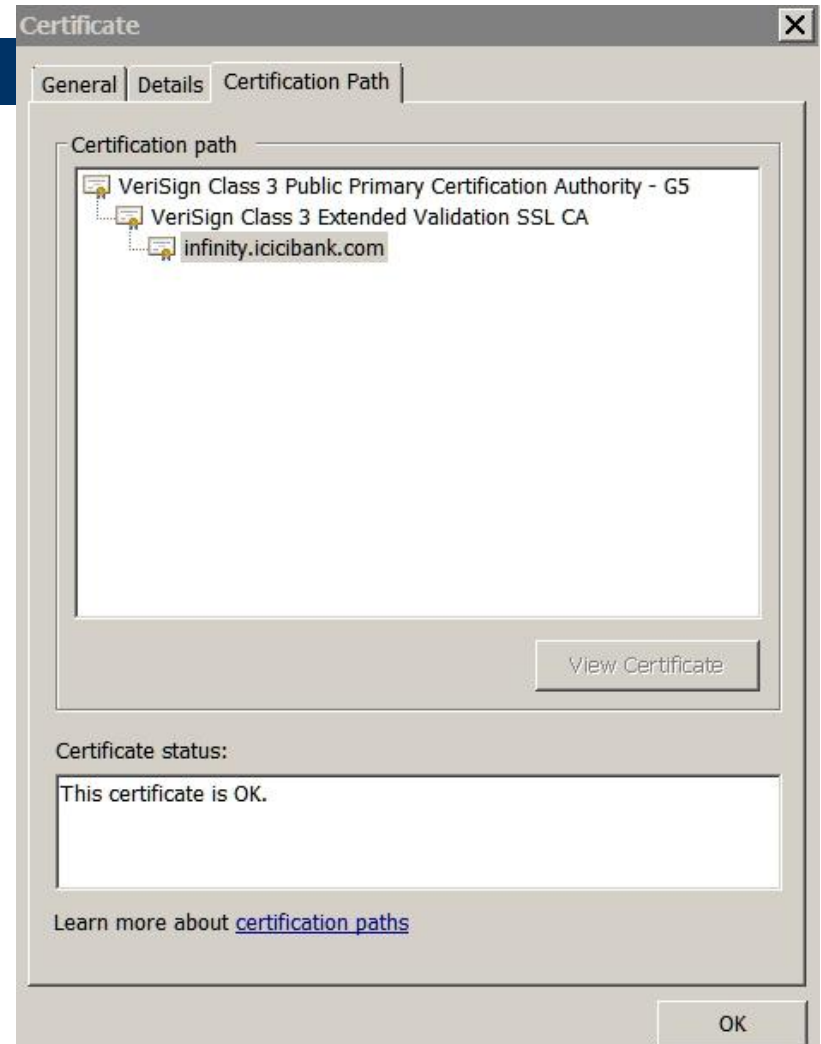 Certificate
General Details Certification Path
Certification path
VeriSign Class 3 Public Primary Certification Authority - G5
VeriSign Class 3 Extended Validation SSL CA
infinity.icicibank.com
View Certificate
Certificate status:
This certificate is OK.
Learn more about certification paths
OK